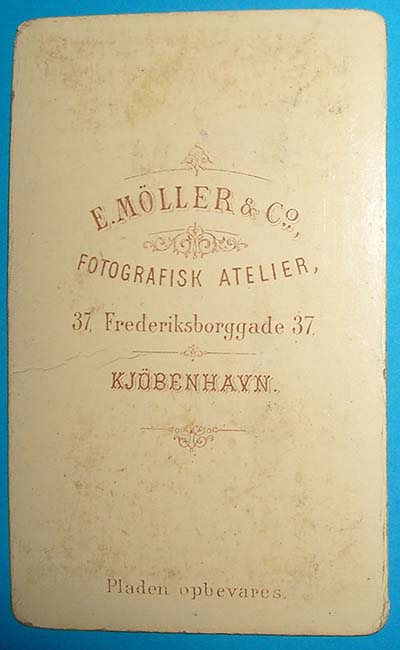 E. MÖLLER & Co.,
FOTOGRAFISK ATELIER,
37, Frederiksborggade 37,
KJÖBENHAVN.
Pladen opbevares.